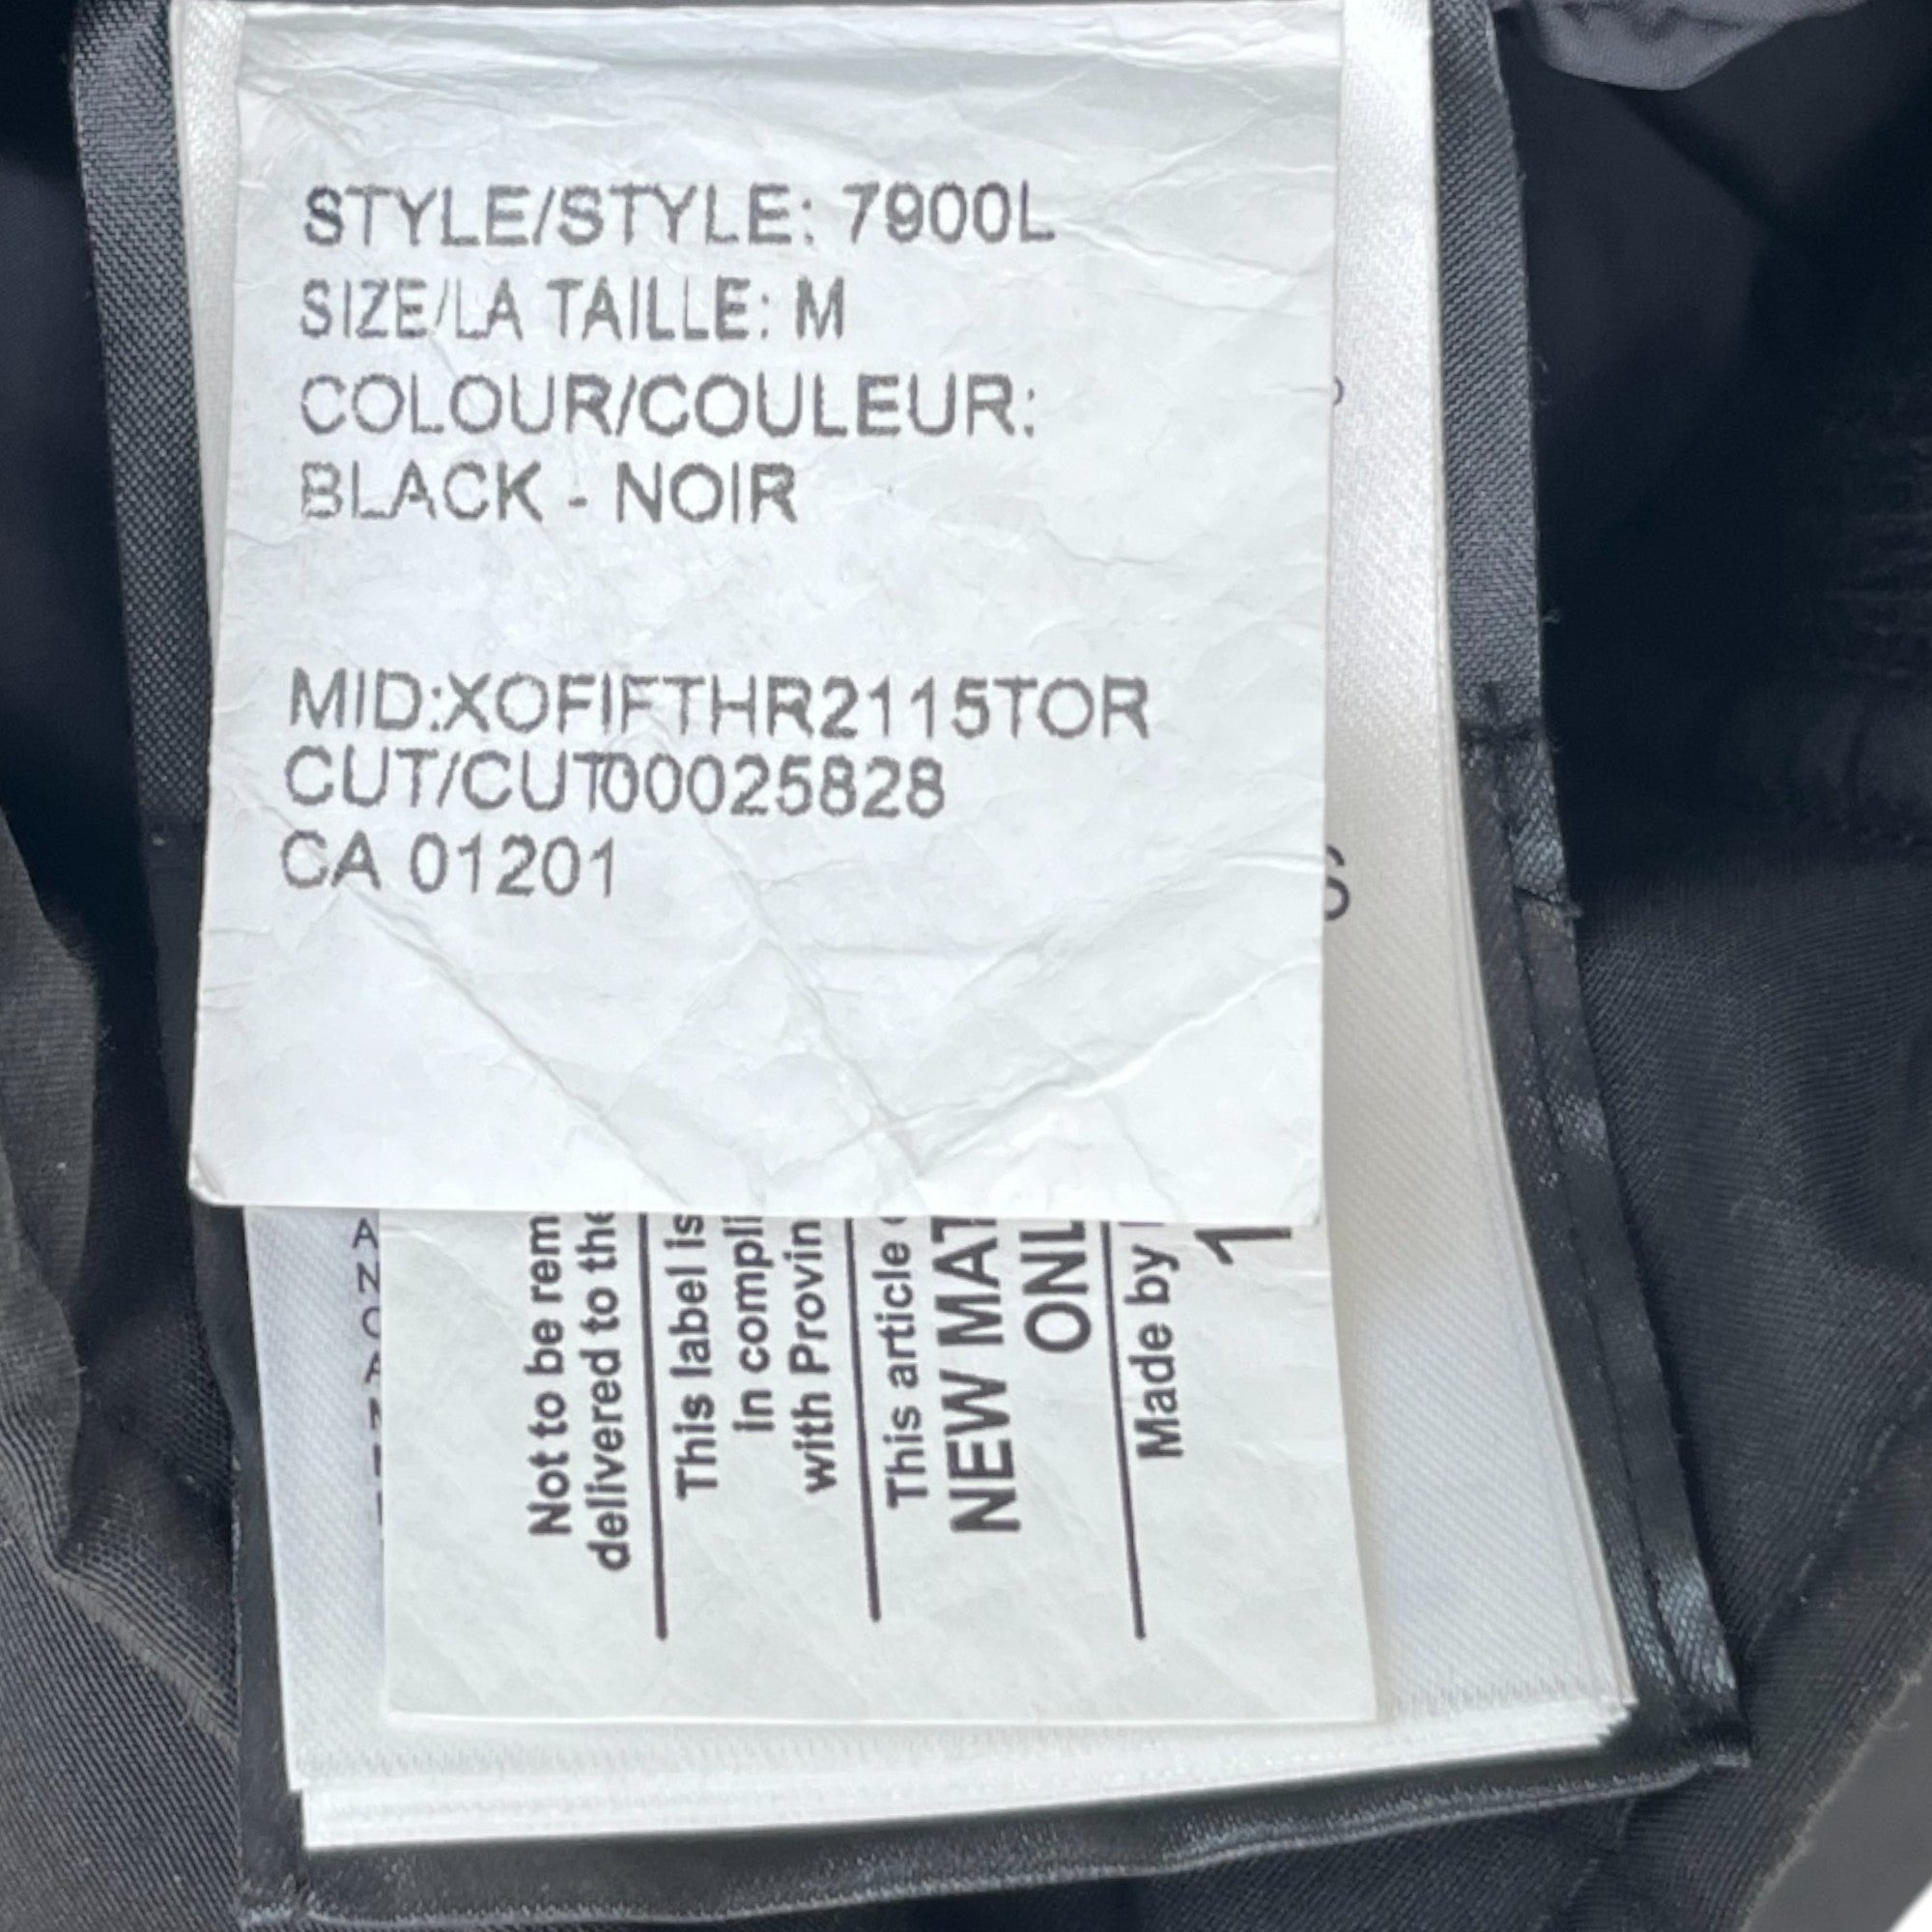 STYLE/STYLE: 7900L
SIZE/LA TAILLE: M
COLOUR/COULEUR:
BLACK - NOIR
MID:XOFIFTHR2115TOR
CUT/CUT00025828
CA 01201
Not to be rem
delivered to the
This label is
in compli
with Provin
This article
NEW MAT
ONL
Made by
1